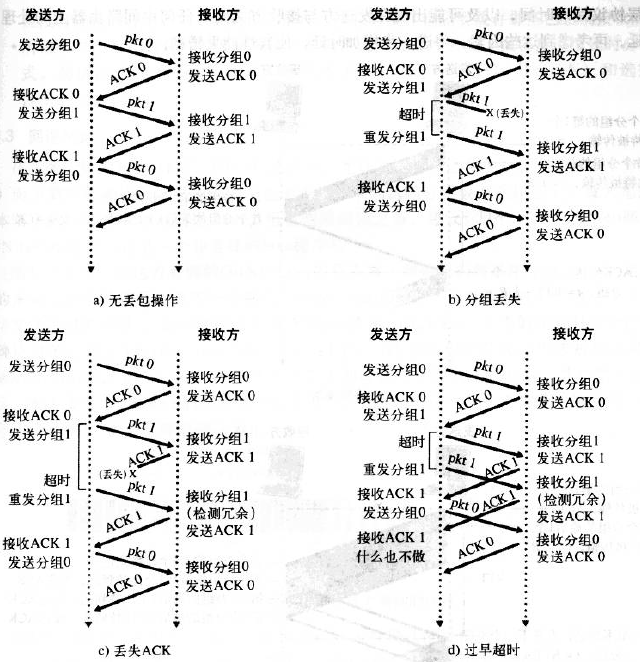 发送方
接收方
发送分组0
pkt 0
接收分组0
发送ACK 0
ACK 0
接收ACK 0
发送分组1
pkt 1
接收分组1
发送ACK 1
ACK 1
接收ACK 1
发送分组0
pkt 0
接收分组0
发送ACK 0
ACK 0
a) 无丢包操作
发送方
接收方
发送分组0
pkt 0
接收分组0
发送ACK 0
ACK 0
接收ACK 0
发送分组1
pkt 1
X (丢失)
超时
重发分组1
pkt 1
接收分组1
发送ACK 1
ACK 1
接收ACK 1
发送分组0
pkt 0
接收分组0
发送ACK 0
ACK 0
b) 分组丢失
发送方
接收方
发送分组0
pkt 0
接收分组0
发送ACK 0
ACK 0
接收ACK 0
发送分组1
pkt 1
接收分组1
发送ACK 1
ACK 1
(丢失) X
超时
重发分组1
pkt 1
接收分组1
(检测冗余)
发送ACK 1
ACK 1
接收ACK 1
发送分组0
pkt 0
接收分组0
发送ACK 0
ACK 0
c) 丢失ACK
发送方
接收方
发送分组0
pkt 0
接收分组0
发送ACK 0
ACK 0
接收ACK 0
发送分组1
pkt 1
接收分组1
发送ACK 1
ACK 1
超时
重发分组1
pkt 1
接收分组1
(检测冗余)
发送ACK 1
ACK 1
接收ACK 1
发送分组0
pkt 0
接收分组0
发送ACK 0
接收ACK 1
什么也不做
ACK 0
d) 过早超时